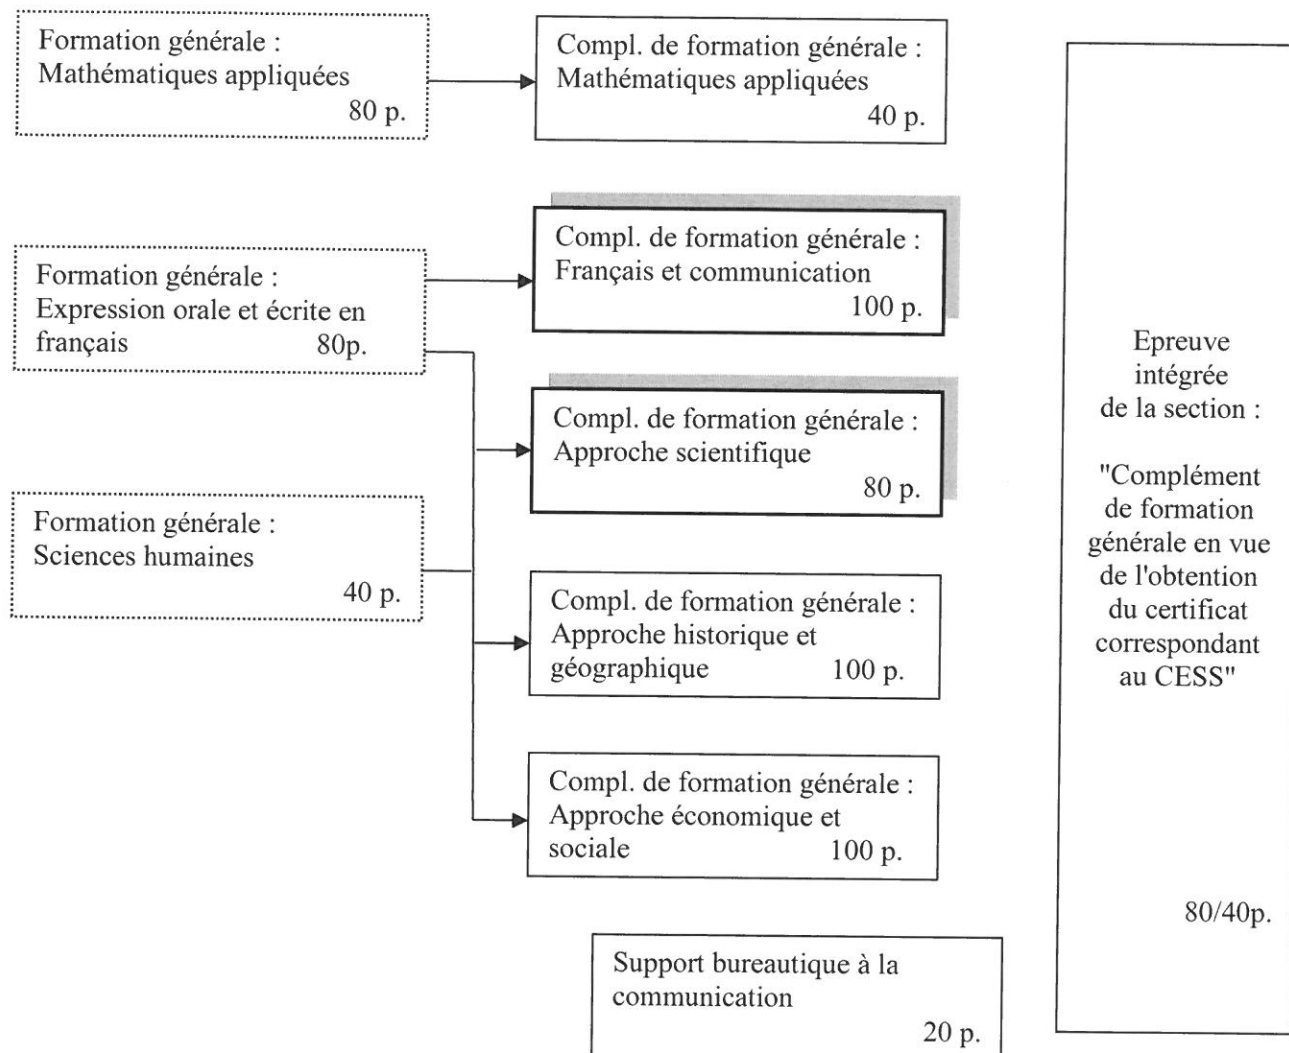 Formation générale :
Mathématiques appliquées
80 p.
Compl. de formation générale :
Mathématiques appliquées
40 p.
Formation générale :
Expression orale et écrite en
français 80p.
Compl. de formation générale :
Français et communication
100 p.
Compl. de formation générale :
Approche scientifique
80 p.
Formation générale :
Sciences humaines
40 p.
Compl. de formation générale :
Approche historique et
géographique 100 p.
Compl. de formation générale :
Approche économique et
sociale 100 p.
Support bureautique à la
communication
20 p.
Epreuve
intégrée
de la section :
"Complément
de formation
générale en vue
de l'obtention
du certificat
correspondant
au CESS"
80/40p.